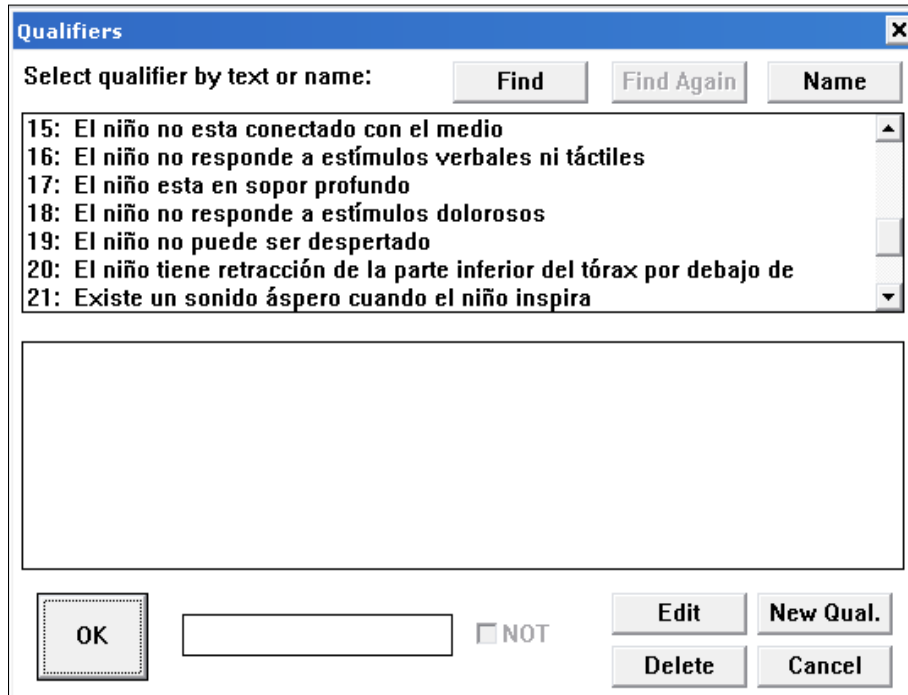 Qualifiers
Select qualifier by text or name:
Find
Find Again
Name
15: El niño no esta conectado con el medio
16: El niño no responde a estímulos verbales ni táctiles
17: El niño esta en sopor profundo
18: El niño no responde a estímulos dolorosos
19: El niño no puede ser despertado
20: El niño tiene retracción de la parte inferior del tórax por debajo de
21: Existe un sonido áspero cuando el niño inspira
OK
NOT
Edit
New Qual.
Delete
Cancel